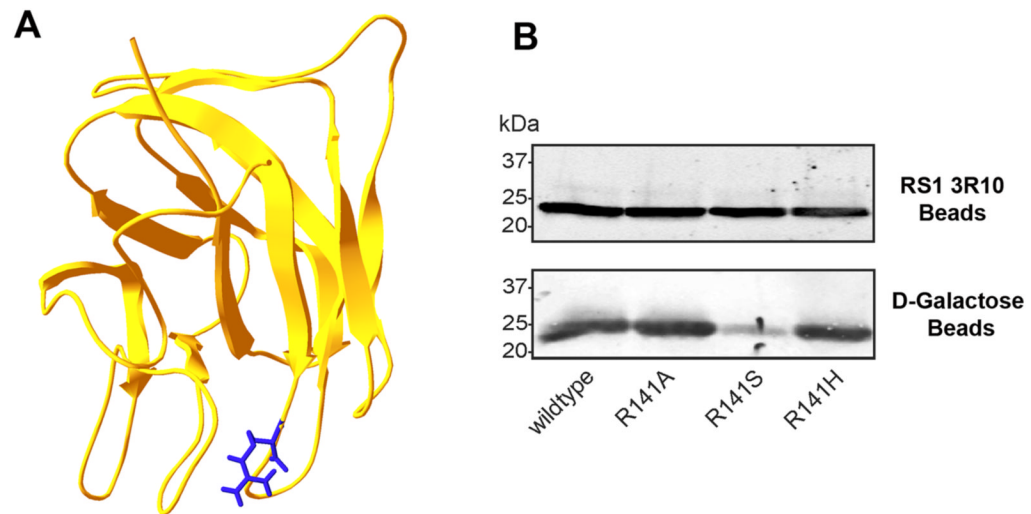 A
B
kDa
37
25
20
RS1 3R10
Beads
37
25
20
D-Galactose
Beads
wildtype
R141A
R141S
R141H